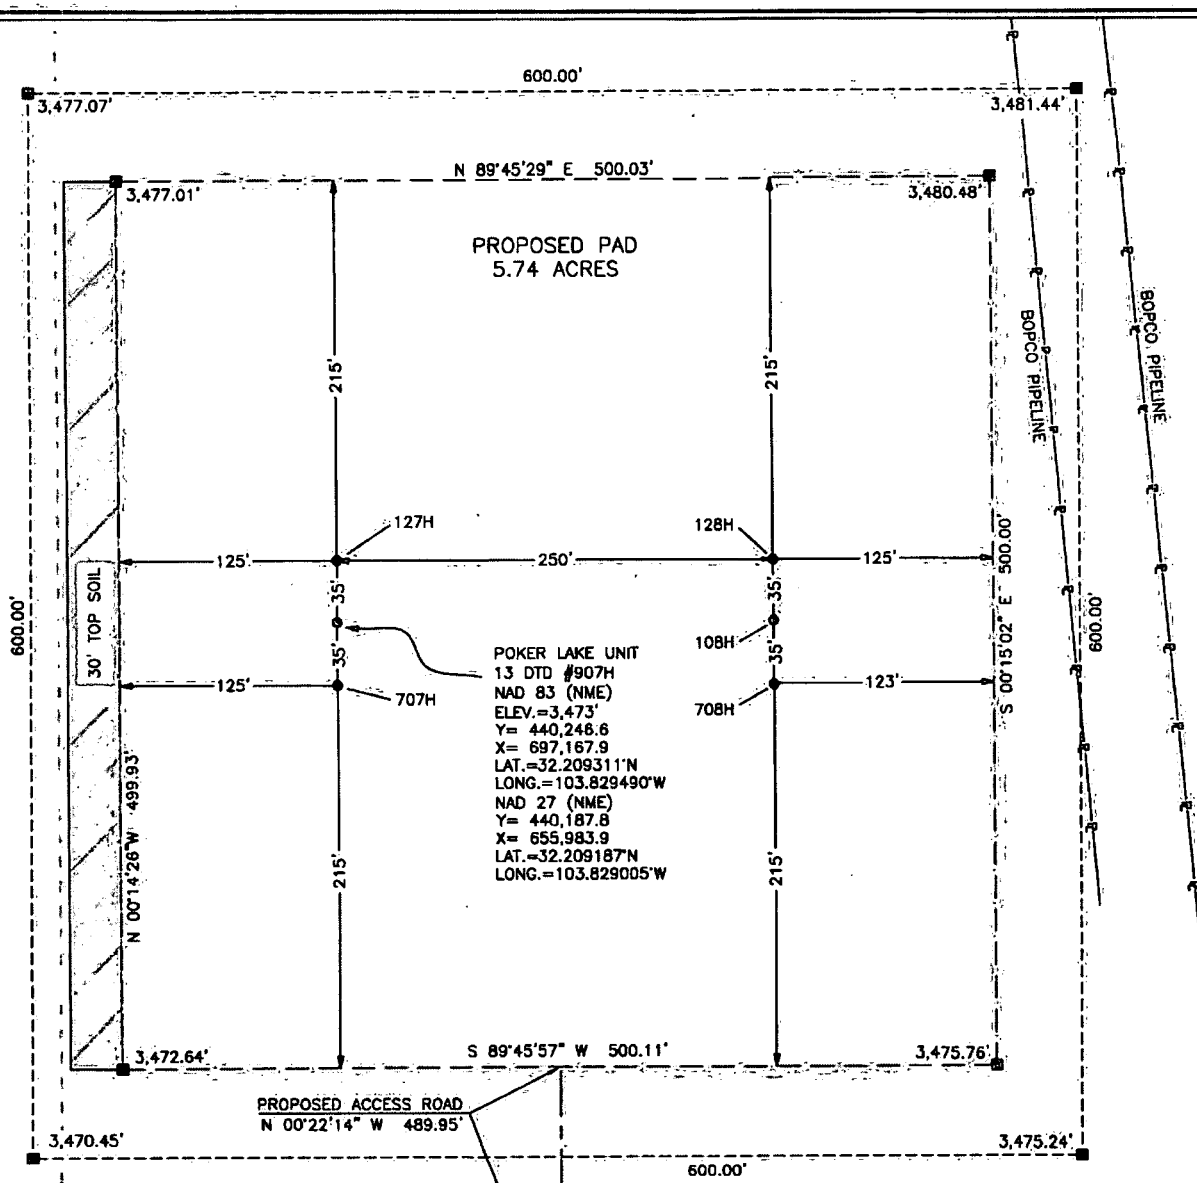 600.00'
3,477.07'
3,481.44'
N 89°45'29" E 500.03'
3,477.01'
3,480.48'
PROPOSED PAD
5.74 ACRES
BOPCO PIPELINE
BOPCO PIPELINE
215'
215'
127H
128H
125'
250'
125'
S 00°15'02" E 500.00'
600.00'
600.00'
30' TOP SOIL
35'
35'
108H
35'
35'
125'
707H
708H
123'
POKER LAKE UNIT
13 DTD #907H
NAD 83 (NME)
ELEV.=3,473'
Y= 440,246.6
X= 697,167.9
LAT.=32.209311°N
LONG.=103.829490°W
NAD 27 (NME)
Y= 440,187.8
X= 655,983.9
LAT.=32.209187°N
LONG.=103.829005°W
N 00°14'26"W 499.93'
215'
215'
3,472.64'
S 89°45'57" W 500.11'
3,475.76'
PROPOSED ACCESS ROAD
N 00°22'14" W 489.95'
3,470.45'
3,475.24'
600.00'